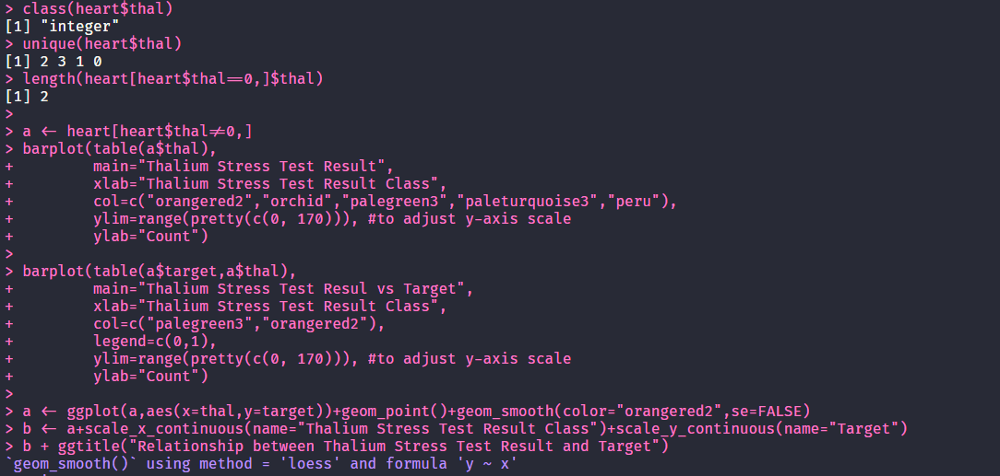 > class(heart$thal)
[1] "integer"
> unique(heart$thal)
[1] 2 3 1 0
> length(heart[heart$thal==0,]$thal)
[1] 2
>
> a <- heart[heart$thal!=0,]
> barplot(table(a$thal),
+         main="Thalium Stress Test Result",
+         xlab="Thalium Stress Test Result Class",
+         col=c("orangered2","orchid","palegreen3","paleturquoise3","peru"),
+         ylim=range(pretty(c(0, 170))), #to adjust y-axis scale
+         ylab="Count")
>
> barplot(table(a$target,a$thal),
+         main="Thalium Stress Test Resul vs Target",
+         xlab="Thalium Stress Test Result Class",
+         col=c("palegreen3","orangered2"),
+         legend=c(0,1),
+         ylim=range(pretty(c(0, 170))), #to adjust y-axis scale
+         ylab="Count")
>
> a <- ggplot(a,aes(x=thal,y=target))+geom_point()+geom_smooth(color="orangered2",se=FALSE)
> b <- a+scale_x_continuous(name="Thalium Stress Test Result Class")+scale_y_continuous(name="Target")
> b + ggtitle("Relationship between Thalium Stress Test Result and Target")
`geom_smooth()` using method = 'loess' and formula 'y ~ x'